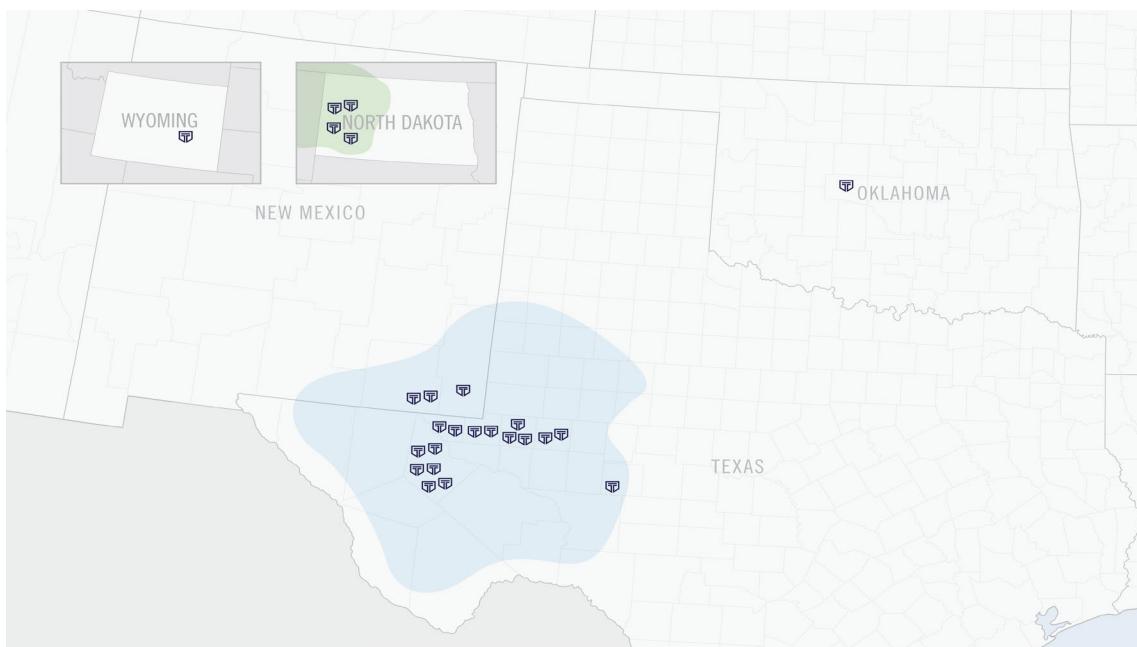 WYOMING
NORTH DAKOTA
NEW MEXICO
OKLAHOMA
TEXAS